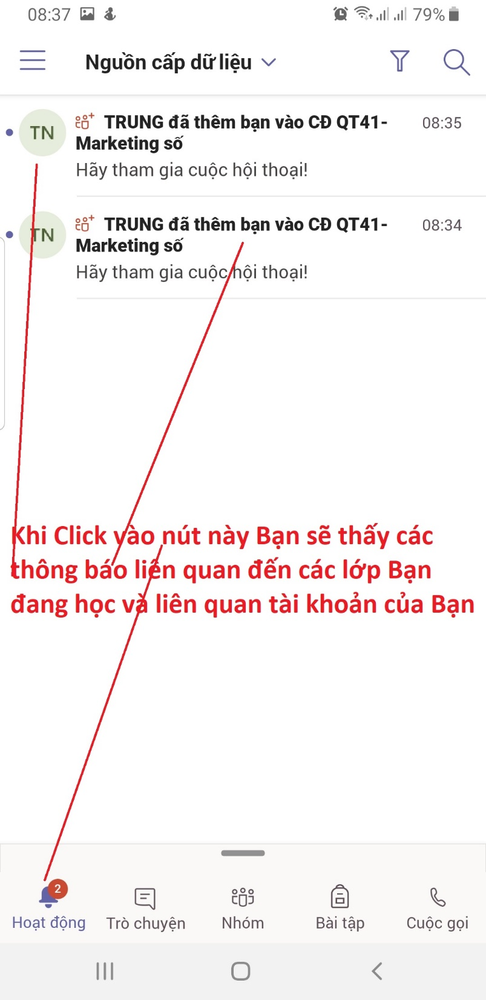 08:37 79%
Nguồn cấp dữ liệu
TN TRUNG đã thêm bạn vào CĐ QT41- 08:35
Marketing số
Hãy tham gia cuộc hội thoại!
TN TRUNG đã thêm bạn vào CĐ QT41- 08:34
Marketing số
Hãy tham gia cuộc hội thoại!
Khi Click vào nút này Bạn sẽ thấy các
thông báo liên quan đến các lớp Bạn
đang học và liên quan tài khoản của Bạn
2
Hoạt động Trò chuyện Nhóm Bài tập Cuộc gọi